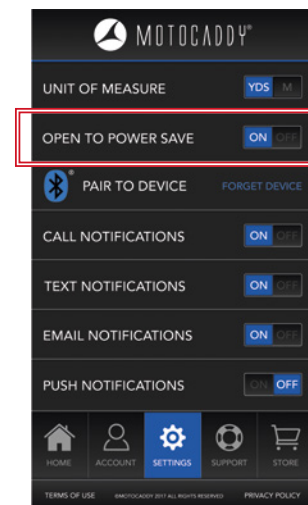 MOTOCADDY®
UNIT OF MEASURE YDS M
OPEN TO POWER SAVE ON OFF
PAIR TO DEVICE FORGET DEVICE
CALL NOTIFICATIONS ON OFF
TEXT NOTIFICATIONS ON OFF
EMAIL NOTIFICATIONS ON OFF
PUSH NOTIFICATIONS ON OFF
HOME ACCOUNT SETTINGS SUPPORT STORE
TERMS OF USE ©MOTOCADDY 2017 ALL RIGHTS RESERVED PRIVACY POLICY